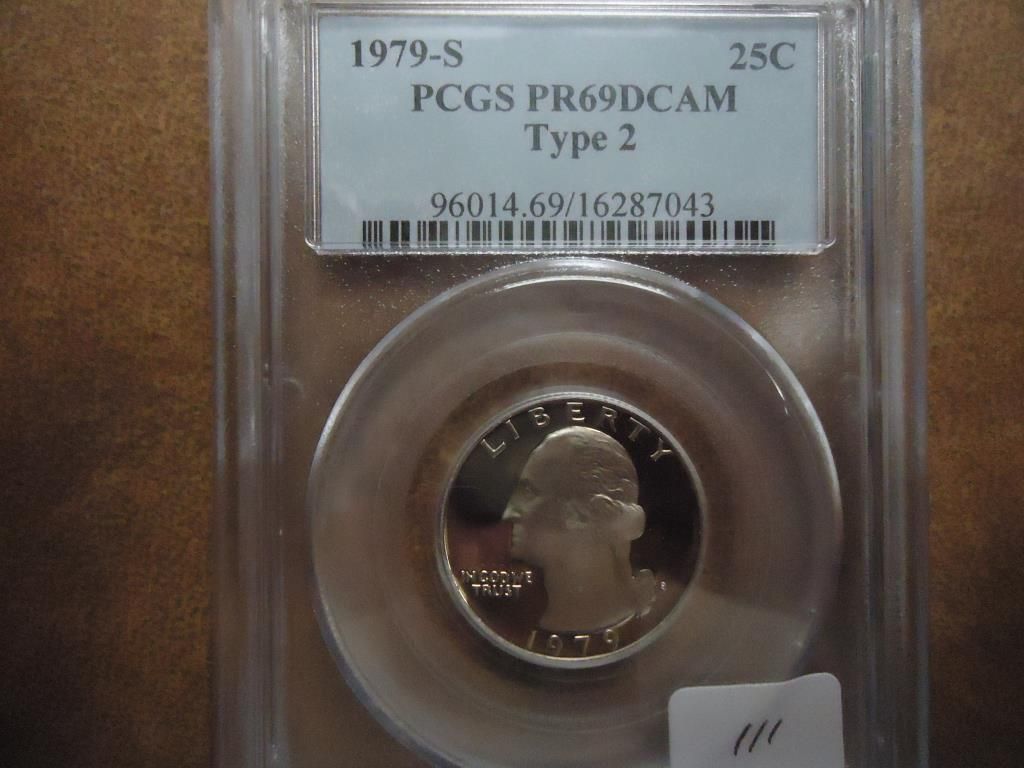 1979-S 25C
PCGS PR69DCAM
Type 2
96014.69/16287043
LIBERTY
IN GOD WE
TRUST
S
1979
111